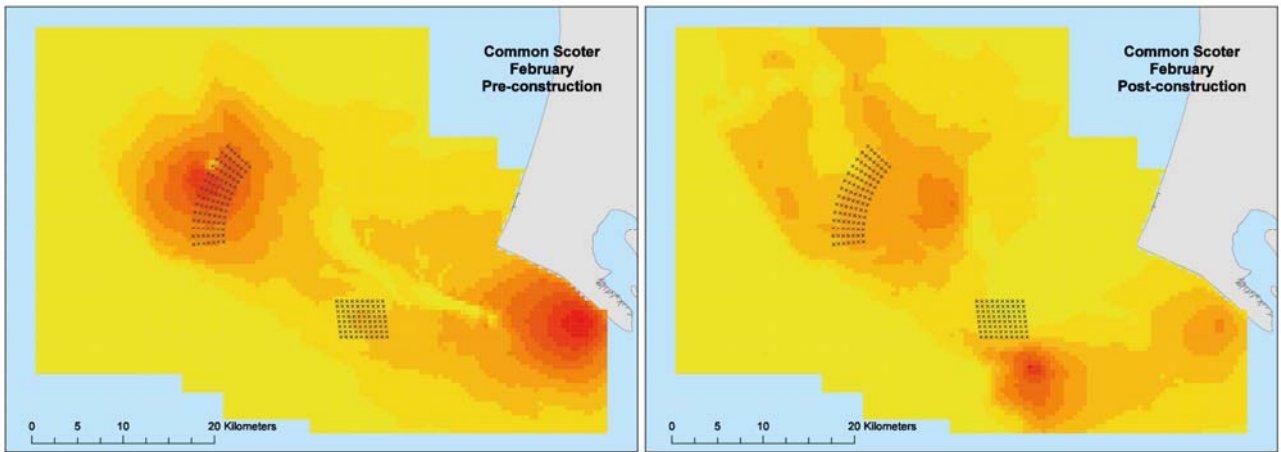 Common Scoter
February
Pre-construction
0 5 10 20 Kilometers
Common Scoter
February
Post-construction
0 5 10 20 Kilometers